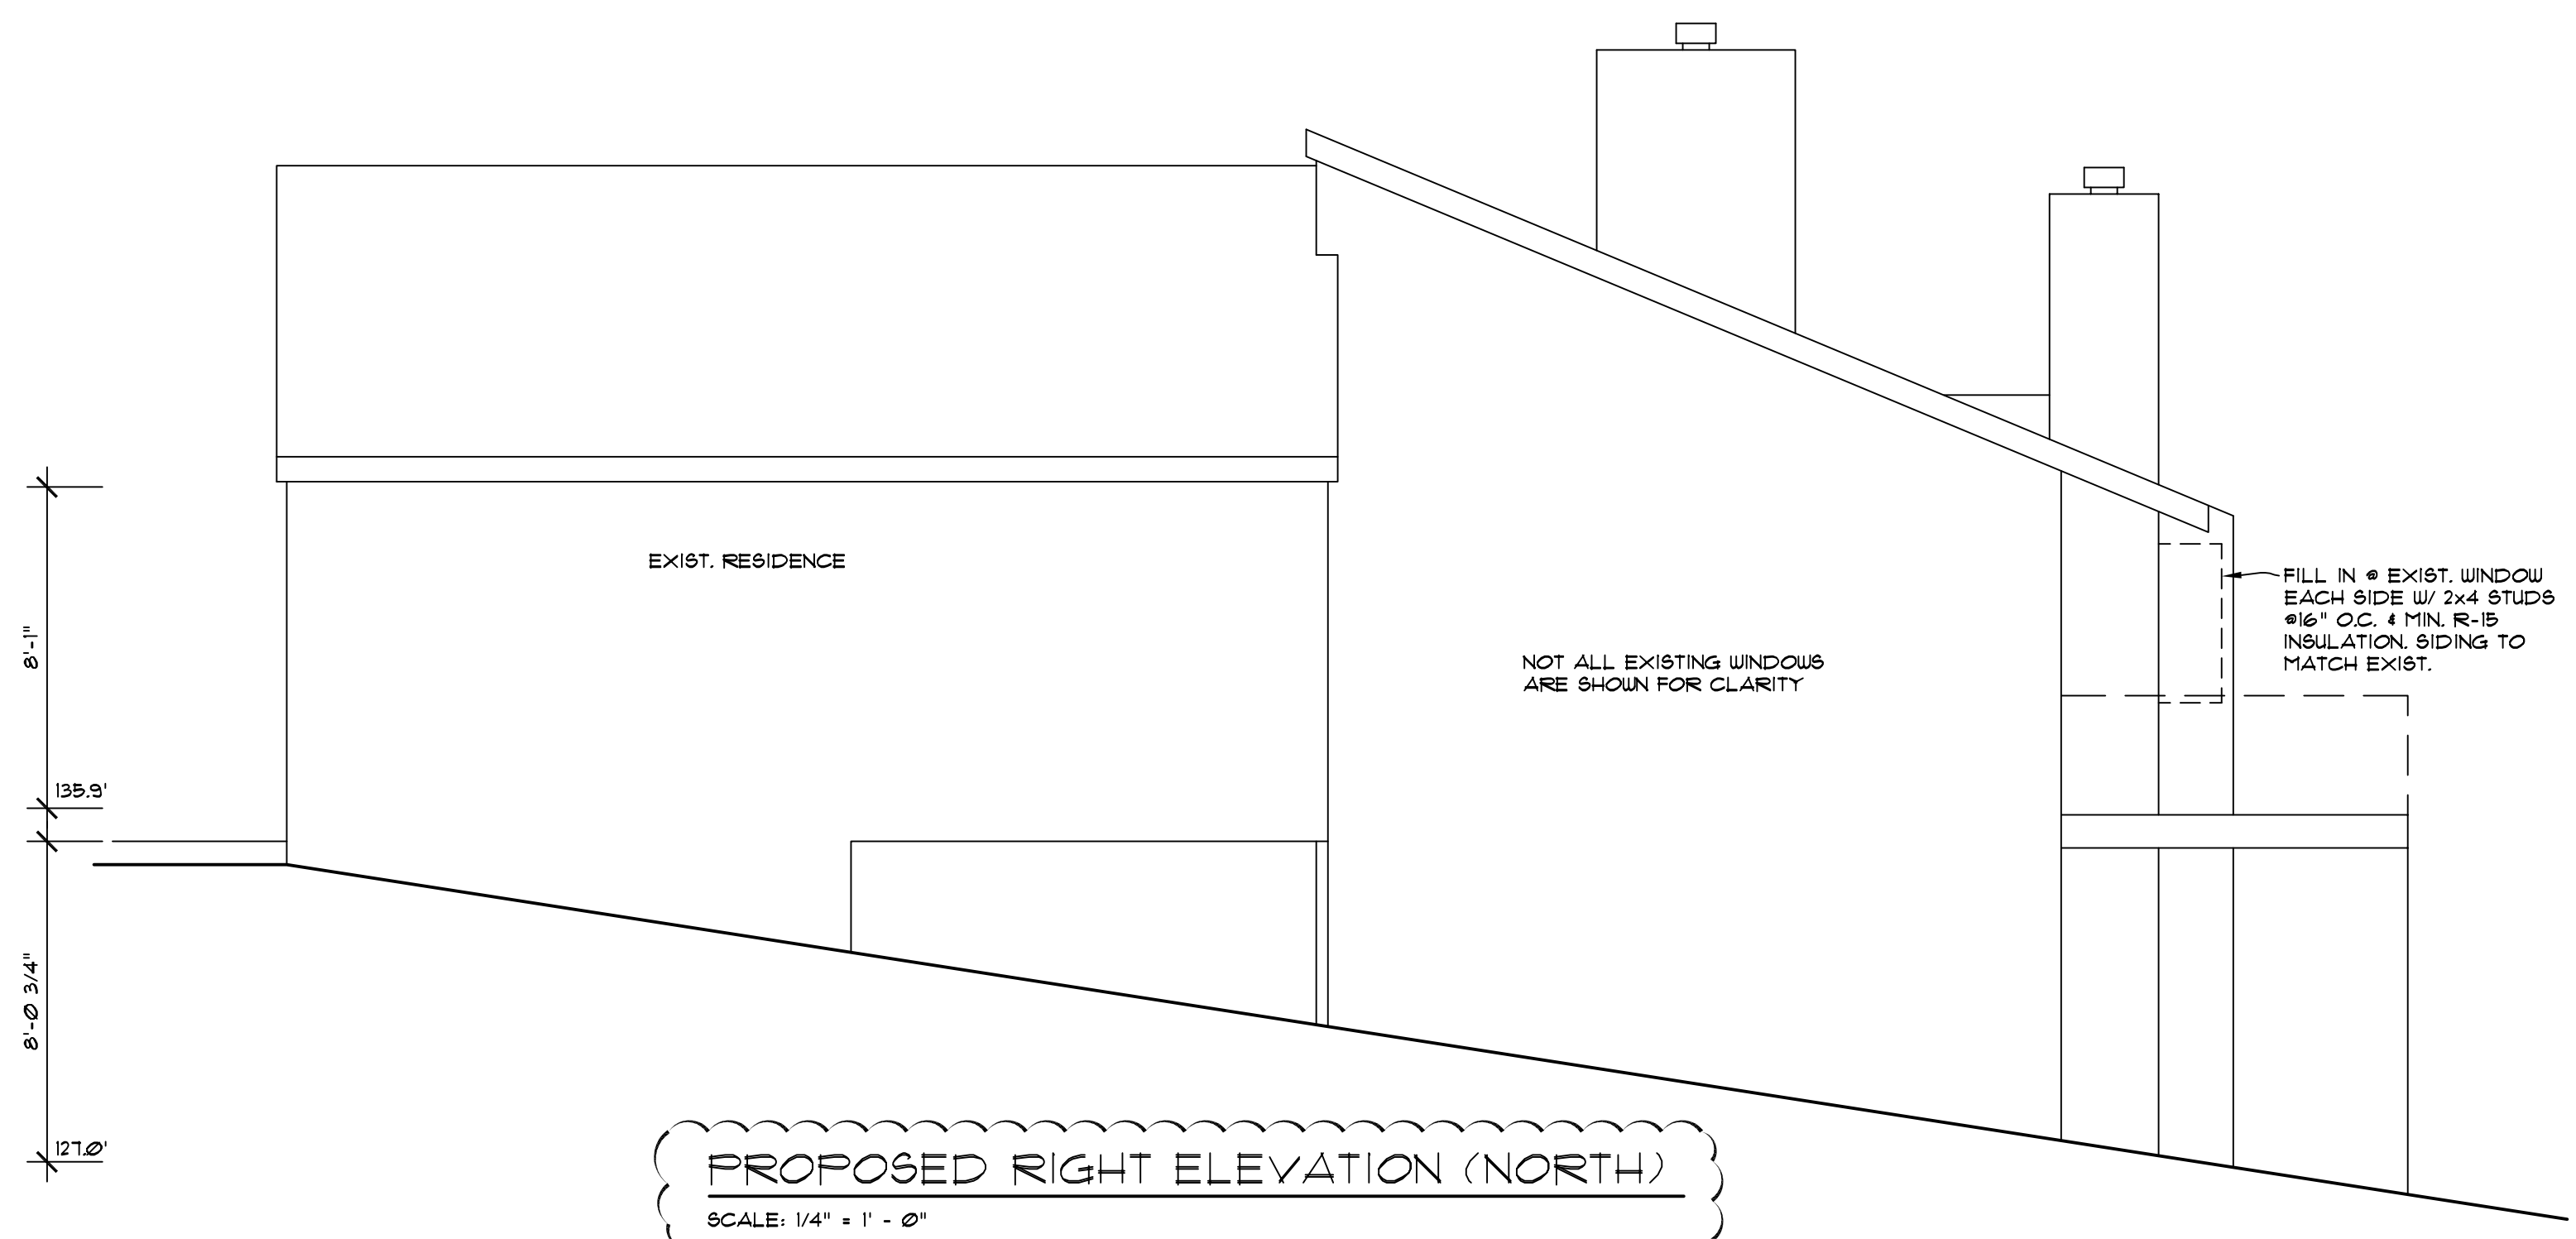 EXIST. RESIDENCE
FILL IN @ EXIST. WINDOW
EACH SIDE W/ 2x4 STUDS
@16" O.C. & MIN. R-15
INSULATION. SIDING TO
MATCH EXIST.
NOT ALL EXISTING WINDOWS
ARE SHOWN FOR CLARITY
8'-1"
135.9'
8'-0 3/4"
127.0'
PROPOSED RIGHT ELEVATION (NORTH)
SCALE: 1/4" = 1' - 0"